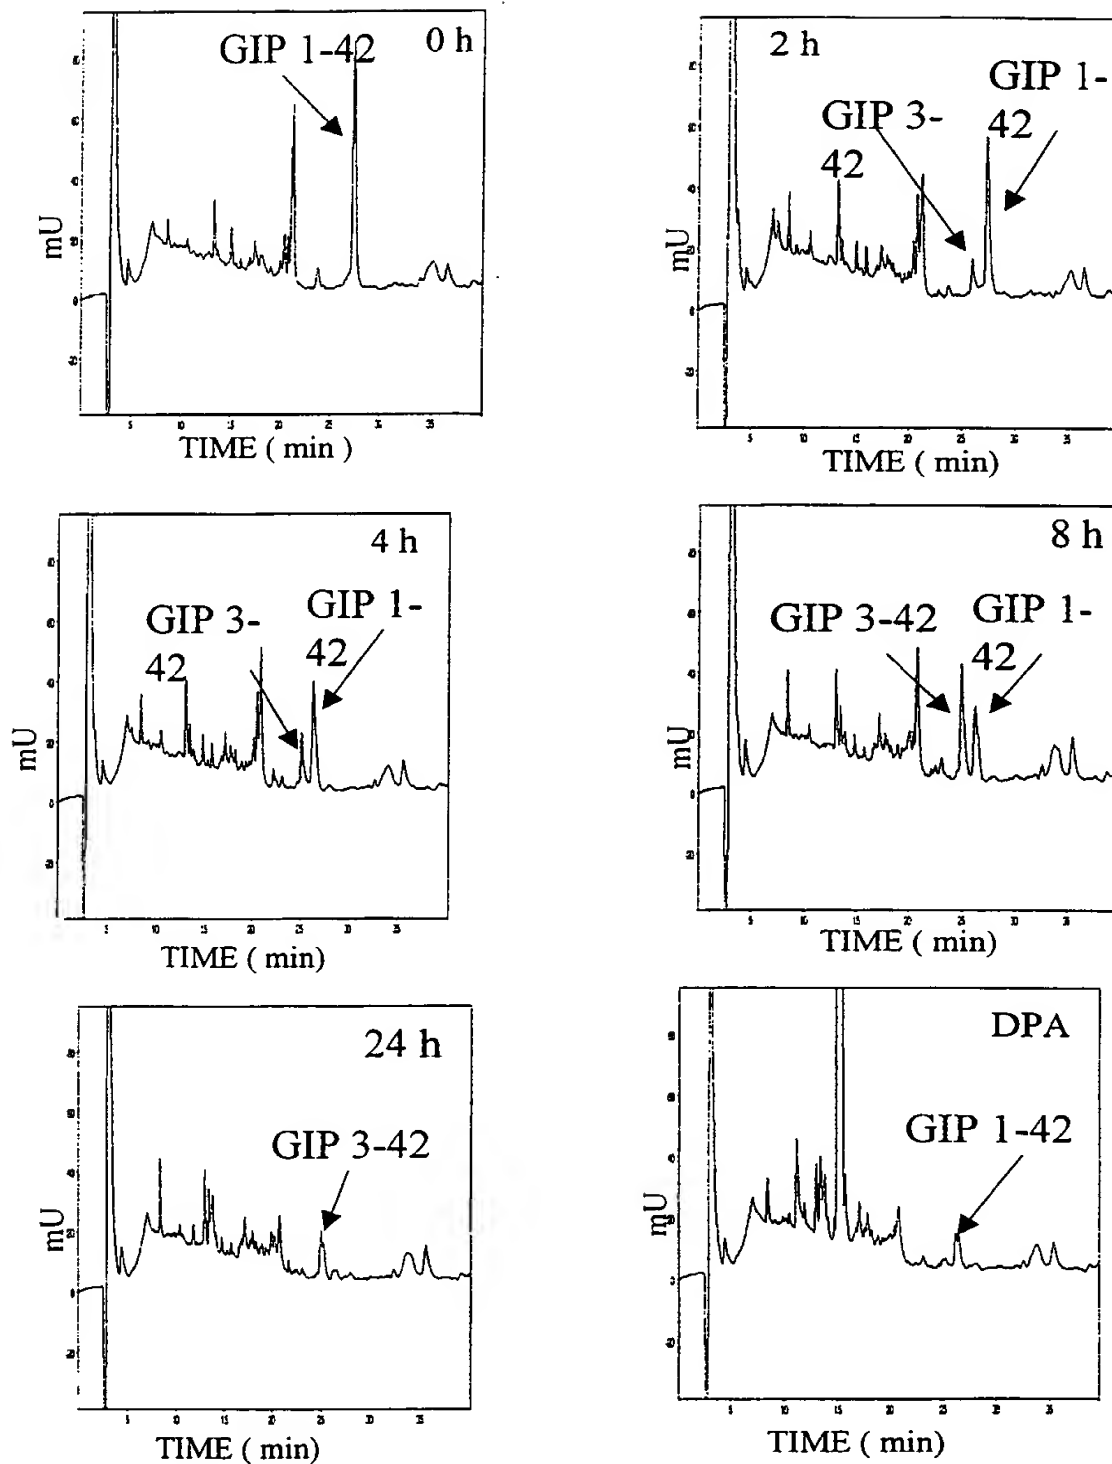 0 h
GIP 1-42
mU
TIME ( min )
2 h
GIP 1-
42
GIP 3-
42
mU
TIME ( min)
4 h
GIP 3-
42
GIP 1-
42
mU
TIME ( min)
8 h
GIP 3-42
GIP 1-
42
mU
TIME ( min)
24 h
GIP 3-42
mU
TIME ( min)
DPA
GIP 1-42
mU
TIME ( min)